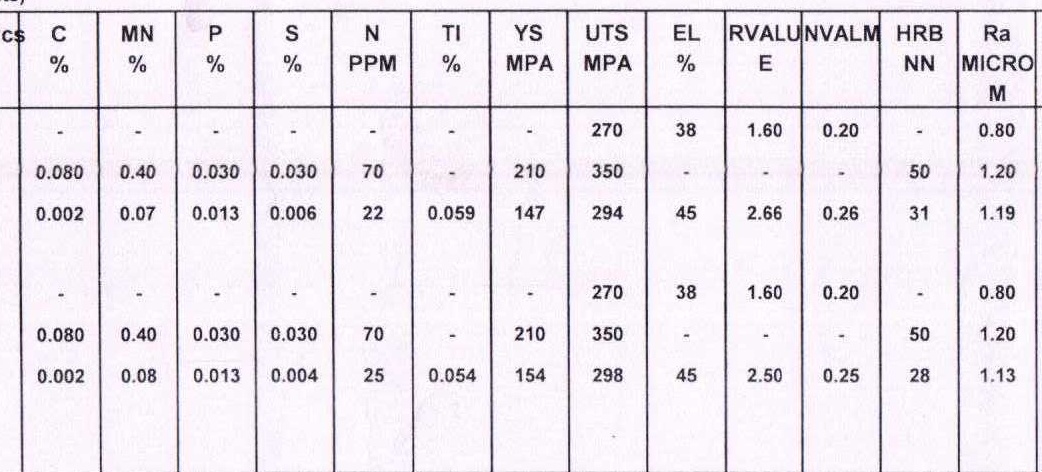 cs C MN P S N TI YS UTS EL RVALU NVALM HRB Ra
% % % % PPM % MPA MPA % E NN MICRO
M
- - - - - - - 270 38 1.60 0.20 - 0.80
0.080 0.40 0.030 0.030 70 - 210 350 - - - 50 1.20
0.002 0.07 0.013 0.006 22 0.059 147 294 45 2.66 0.26 31 1.19
- - - - - - - 270 38 1.60 0.20 - 0.80
0.080 0.40 0.030 0.030 70 - 210 350 - - - 50 1.20
0.002 0.08 0.013 0.004 25 0.054 154 298 45 2.50 0.25 28 1.13